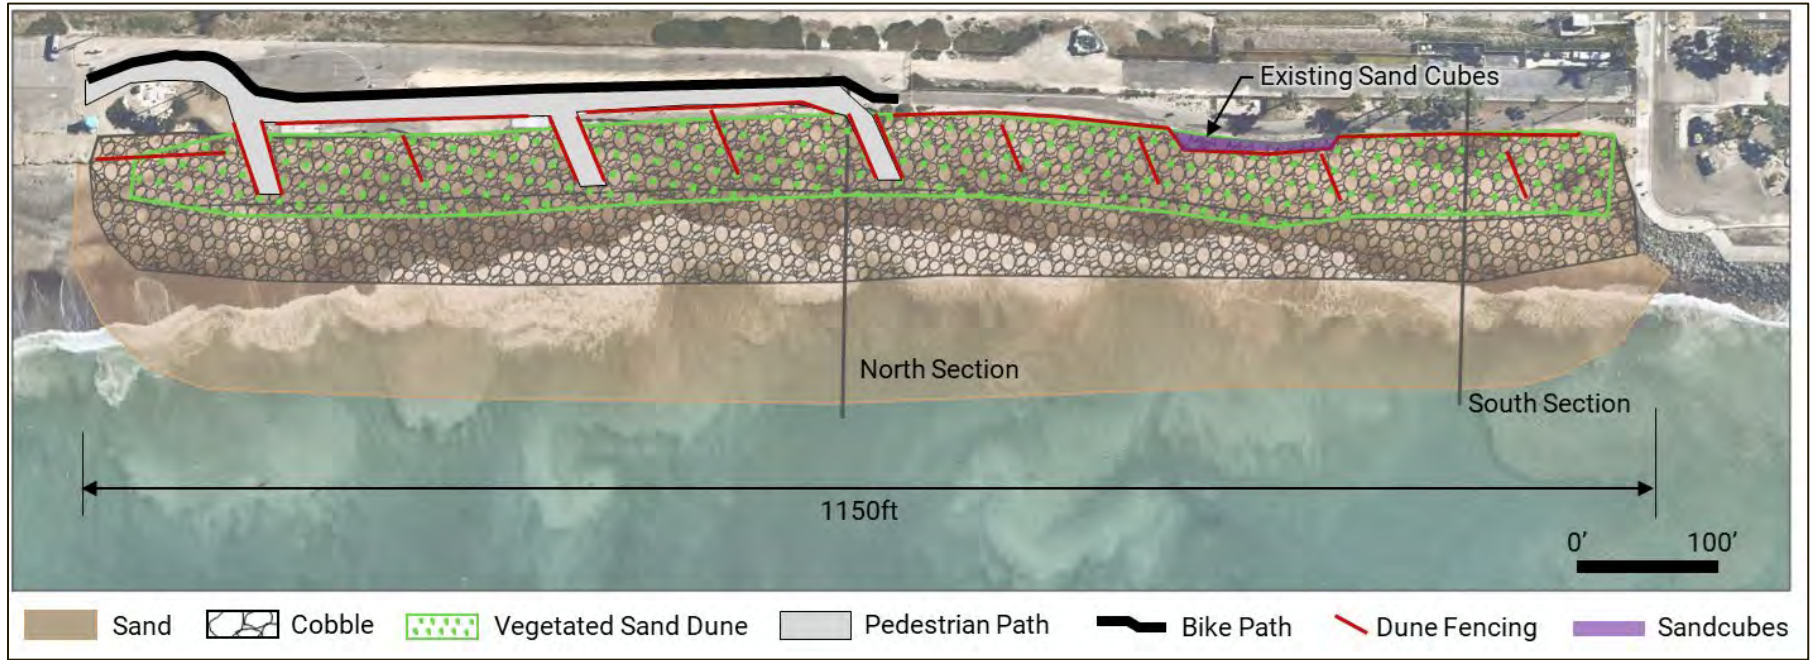 Existing Sand Cubes
North Section
South Section
1150ft
0’ 100’
Sand Cobble Vegetated Sand Dune Pedestrian Path Bike Path Dune Fencing Sandcubes